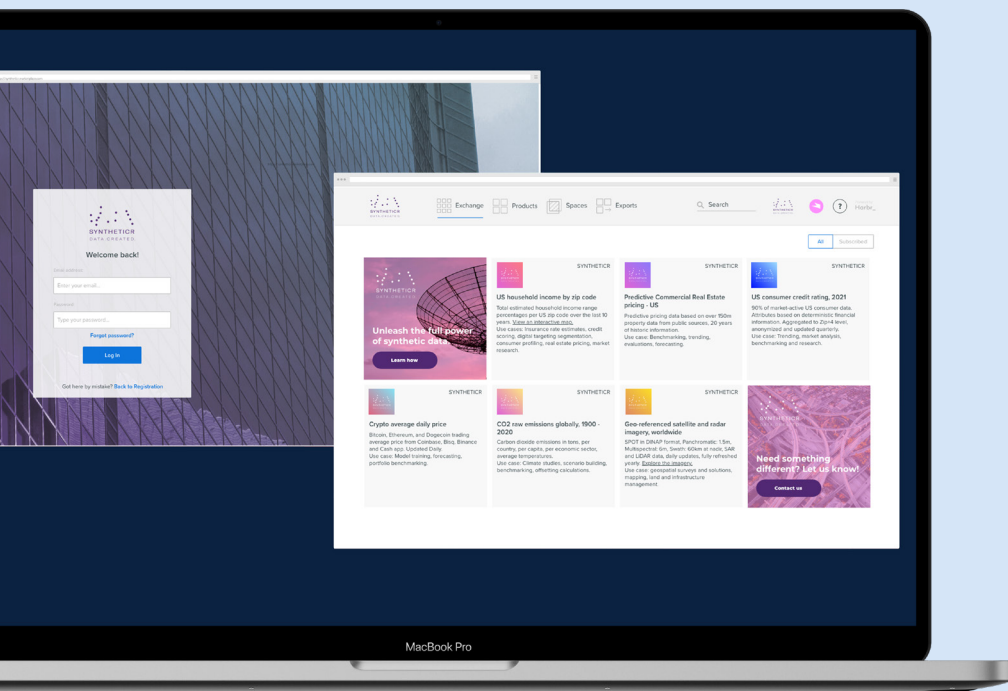 SYNTHETICR
DATA CREATED.
Welcome back!
Email address
Enter your email...
Password
Type your password...
Forgot password?
Log in
Got here by mistake? Back to Registration
SYNTHETICR
DATA CREATED
Exchange
Products
Spaces
Exports
Search
SYNTHETICR
?
All
Subscribed
SYNTHETICR
DATA CREATED
Unleash the full power
of synthetic data.
Learn how
SYNTHETICR
US household income by zip code
Total estimated household income range
percentages per US zip code over the last 10
years. View an interactive map.
Use cases: Insurance rate estimates, credit
scoring, digital targeting segmentation,
consumer profiling, real estate pricing, market
research.
SYNTHETICR
Predictive Commercial Real Estate
pricing - US
Predictive pricing data based on over 150m
property data from public sources, 20 years
of historic information.
Use case: Benchmarking, trending,
evaluations, forecasting.
SYNTHETICR
US consumer credit rating, 2021
90% of market-active US consumer data.
Attributes based on deterministic financial
information. Aggregated to Zip+4 level,
anonymized and updated quarterly.
Use case: Trending, market analysis,
benchmarking and research.
SYNTHETICR
Crypto average daily price
Bitcoin, Ethereum, and Dogecoin trading
average price from Coinbase, Bisq, Binance
and Cash app. Updated Daily.
Use case: Model training, forecasting,
portfolio benchmarking.
SYNTHETICR
CO2 raw emissions globally, 1900 -
2020
Carbon dioxide emissions in tons, per
country, per capita, per economic sector,
average temperatures.
Use case: Climate studies, scenario building,
benchmarking, offsetting calculations.
SYNTHETICR
Geo-referenced satellite and radar
imagery, worldwide
SPOT in DINAP format, Panchromatic: 1.5m,
Multispectral: 6m, Swath: 60km at nadir, SAR
and LiDAR data, daily updates, fully refreshed
yearly. Explore the imagery.
Use case: geospatial surveys and solutions,
mapping, land and infrastructure
management.
SYNTHETICR
DATA CREATED
Need something
different? Let us know!
Contact us
MacBook Pro